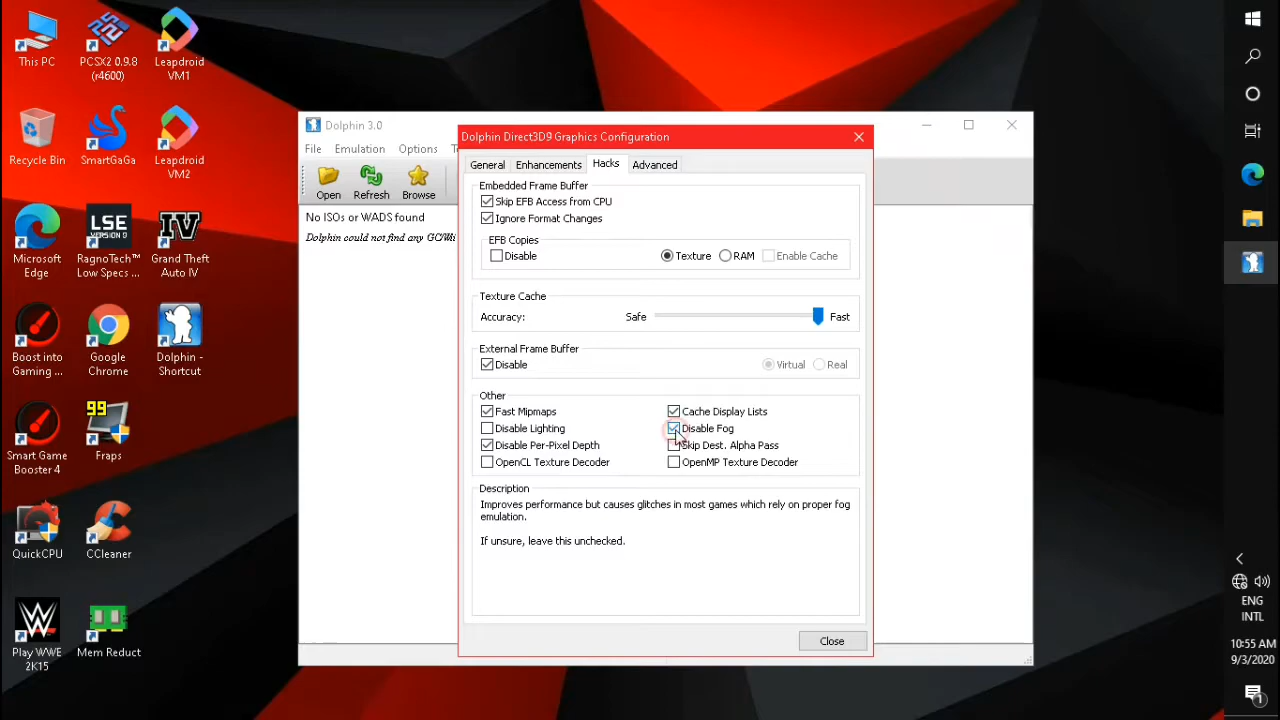 This PC
PCSX2 0.9.8
(r4600)
Leapdroid
VM1
Recycle Bin
SmartGaGa
Leapdroid
VM2
Microsoft
Edge
LSE
VERSION 9
RagnoTech™
Low Specs ...
IV
Grand Theft
Auto IV
Boost into
Gaming ...
Google
Chrome
Dolphin -
Shortcut
99
Smart Game
Booster 4
Fraps
QuickCPU
CCleaner
Play WWE
2K15
Mem Reduct
Dolphin 3.0
File Emulation Options
Open Refresh Browse
No ISOs or WADS found
Dolphin could not find any GC/Wi
Dolphin Direct3D9 Graphics Configuration
General Enhancements Hacks Advanced
Embedded Frame Buffer
Skip EFB Access from CPU
Ignore Format Changes
EFB Copies
Disable Texture RAM Enable Cache
Texture Cache
Accuracy: Safe Fast
External Frame Buffer
Disable Virtual Real
Other
Fast Mipmaps Cache Display Lists
Disable Lighting Disable Fog
Disable Per-Pixel Depth Skip Dest. Alpha Pass
OpenCL Texture Decoder OpenMP Texture Decoder
Description
Improves performance but causes glitches in most games which rely on proper fog
emulation.
If unsure, leave this unchecked.
Close
ENG
INTL
10:55 AM
9/3/2020
1